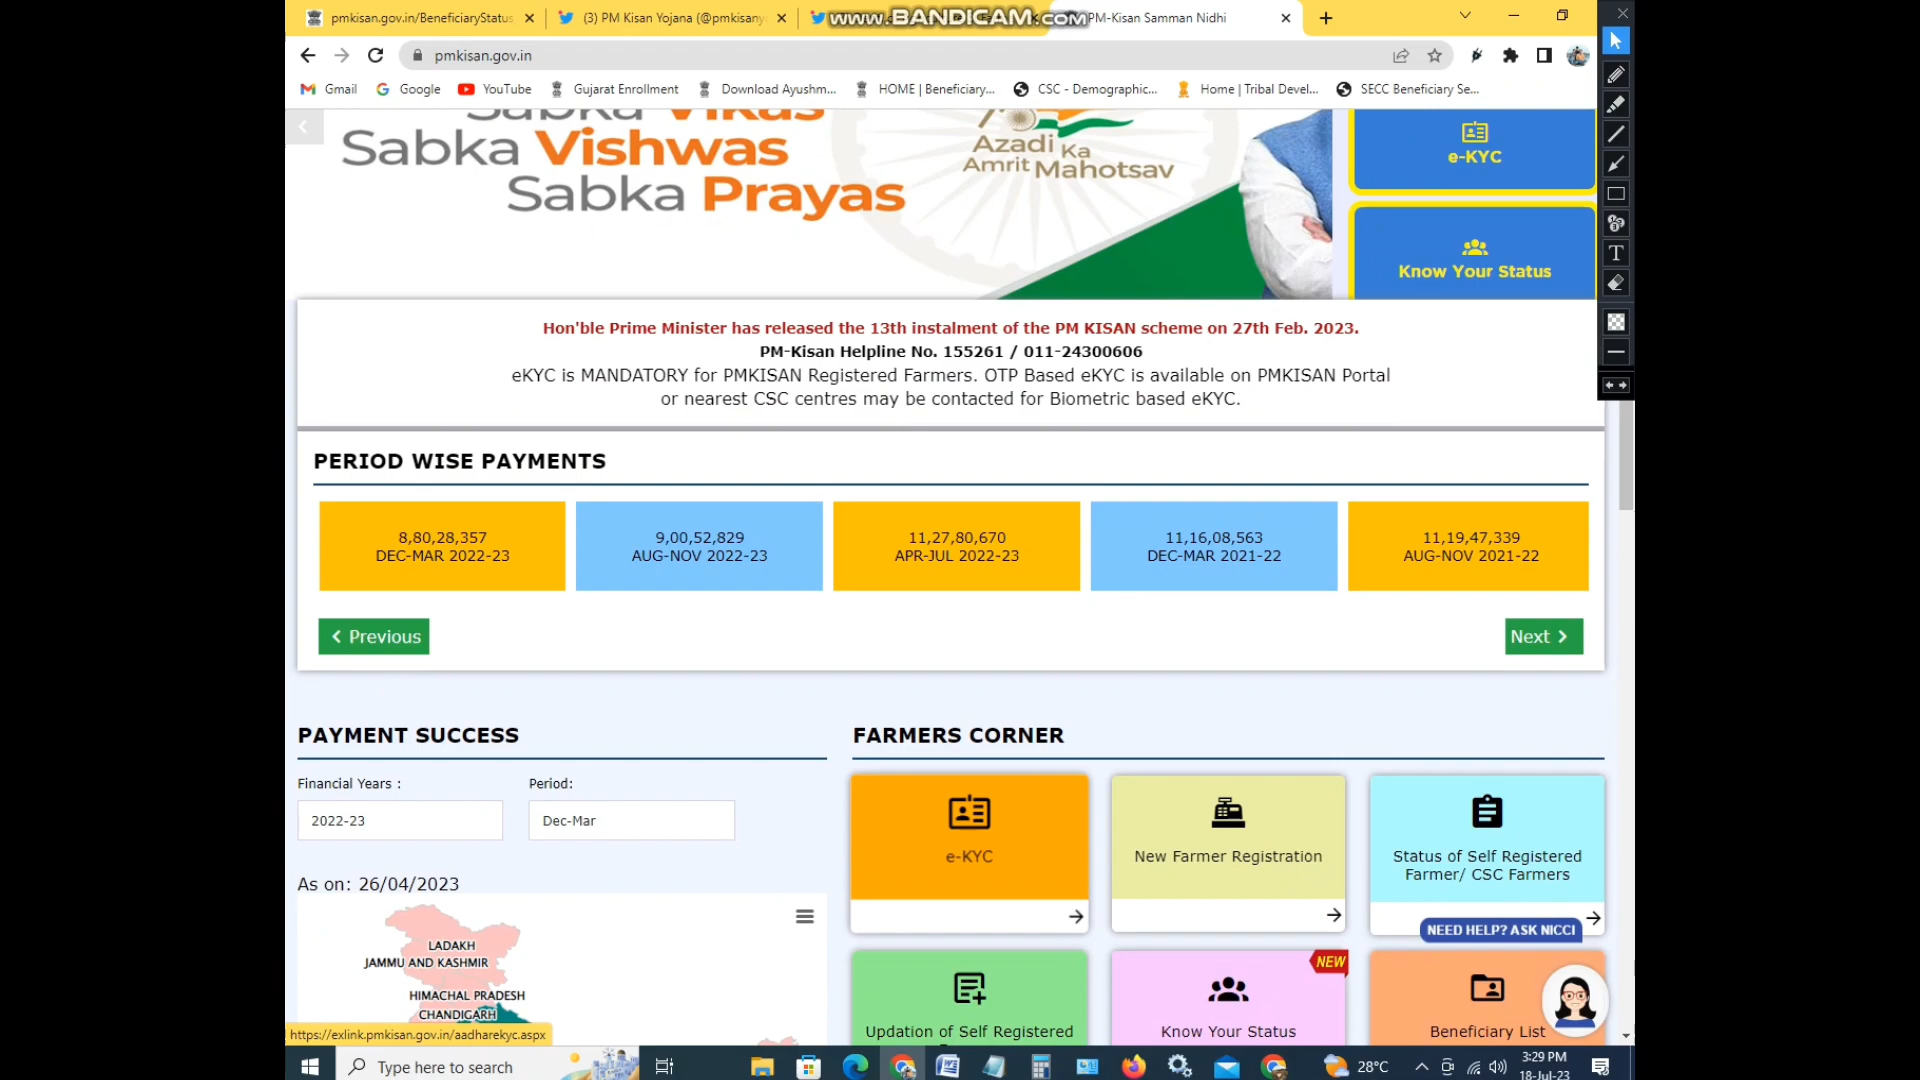 pmkisan.gov.in/BeneficiaryStatus
(3) PM Kisan Yojana (@pmkisany
www.BANDICAM.com
PM-Kisan Samman Nidhi
pmkisan.gov.in
Gmail
Google
YouTube
Gujarat Enrollment
Download Ayushm...
HOME | Beneficiary...
CSC - Demographic...
Home | Tribal Devel...
SECC Beneficiary Se...
Sabka Vikas
Sabka Vishwas
Sabka Prayas
Azadi Ka
Amrit Mahotsav
e-KYC
Know Your Status
Hon'ble Prime Minister has released the 13th instalment of the PM KISAN scheme on 27th Feb. 2023.
PM-Kisan Helpline No. 155261 / 011-24300606
eKYC is MANDATORY for PMKISAN Registered Farmers. OTP Based eKYC is available on PMKISAN Portal
or nearest CSC centres may be contacted for Biometric based eKYC.
PERIOD WISE PAYMENTS
8,80,28,357
DEC-MAR 2022-23
9,00,52,829
AUG-NOV 2022-23
11,27,80,670
APR-JUL 2022-23
11,16,08,563
DEC-MAR 2021-22
11,19,47,339
AUG-NOV 2021-22
Previous
Next
PAYMENT SUCCESS
Financial Years :
Period:
2022-23
Dec-Mar
As on: 26/04/2023
LADAKH
JAMMU AND KASHMIR
HIMACHAL PRADESH
CHANDIGARH
FARMERS CORNER
e-KYC
New Farmer Registration
Status of Self Registered
Farmer/ CSC Farmers
NEED HELP? ASK NICCI
NEW
Updation of Self Registered
Know Your Status
Beneficiary List
https://exlink.pmkisan.gov.in/aadharekyc.aspx
Type here to search
28°C
3:29 PM
18-Jul-23